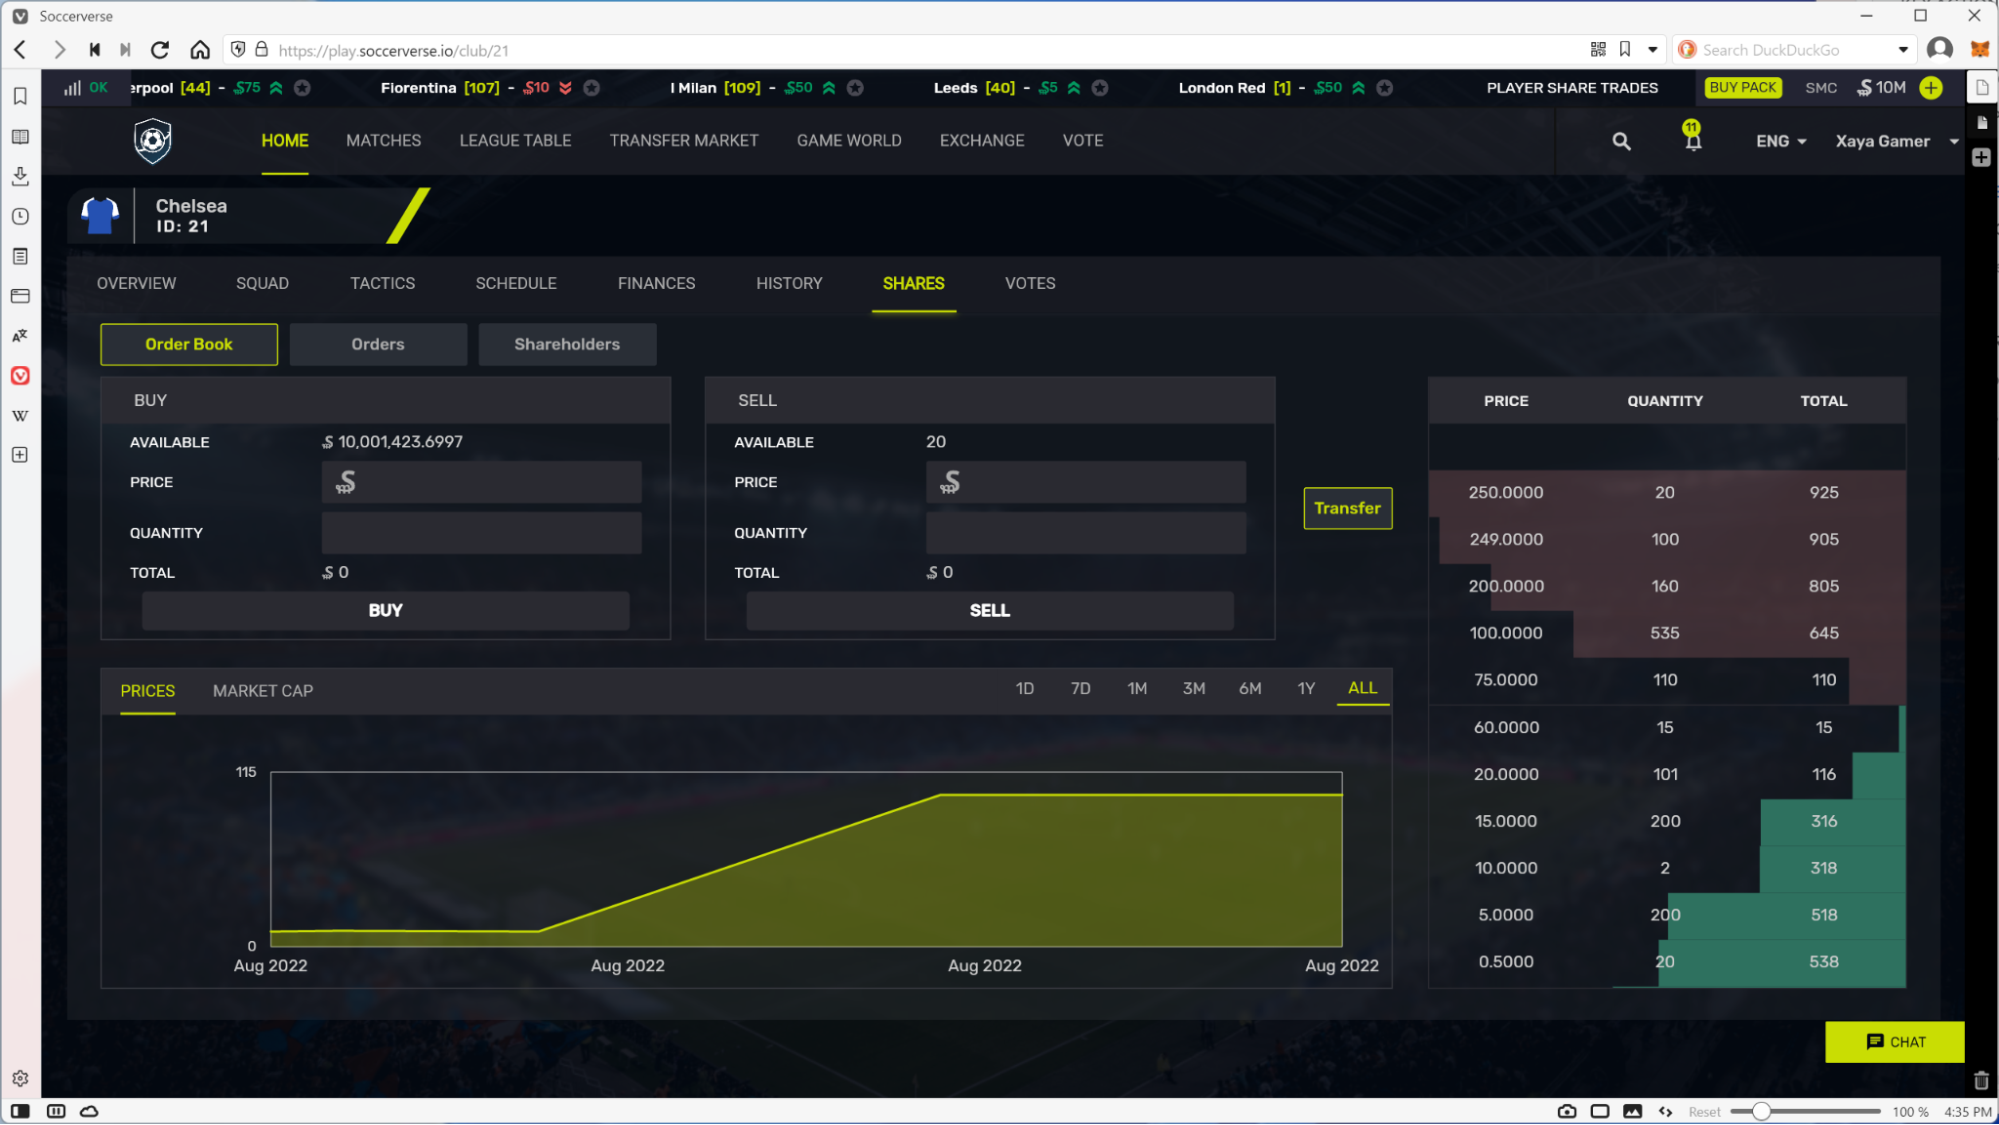 Soccerverse
https://play.soccerverse.io/club/21
Search DuckDuckGo
OK
erpool [44] - $75
Fiorentina [107] - $10
I Milan [109] - $50
Leeds [40] - $5
London Red [1] - $50
PLAYER SHARE TRADES
BUY PACK
SMC
$ 10M
HOME
MATCHES
LEAGUE TABLE
TRANSFER MARKET
GAME WORLD
EXCHANGE
VOTE
11
ENG
Xaya Gamer
Chelsea
ID: 21
OVERVIEW
SQUAD
TACTICS
SCHEDULE
FINANCES
HISTORY
SHARES
VOTES
Order Book
Orders
Shareholders
BUY
AVAILABLE
$ 10,001,423.6997
PRICE
$
QUANTITY
TOTAL
$ 0
BUY
SELL
AVAILABLE
20
PRICE
$
QUANTITY
TOTAL
$ 0
SELL
Transfer
PRICE QUANTITY TOTAL
250.0000 20 925
249.0000 100 905
200.0000 160 805
100.0000 535 645
75.0000 110 110
60.0000 15 15
20.0000 101 116
15.0000 200 316
10.0000 2 318
5.0000 200 518
0.5000 20 538
PRICES
MARKET CAP
1D
7D
1M
3M
6M
1Y
ALL
115
0
Aug 2022
Aug 2022
Aug 2022
Aug 2022
CHAT
Reset
100 %
4:35 PM
W